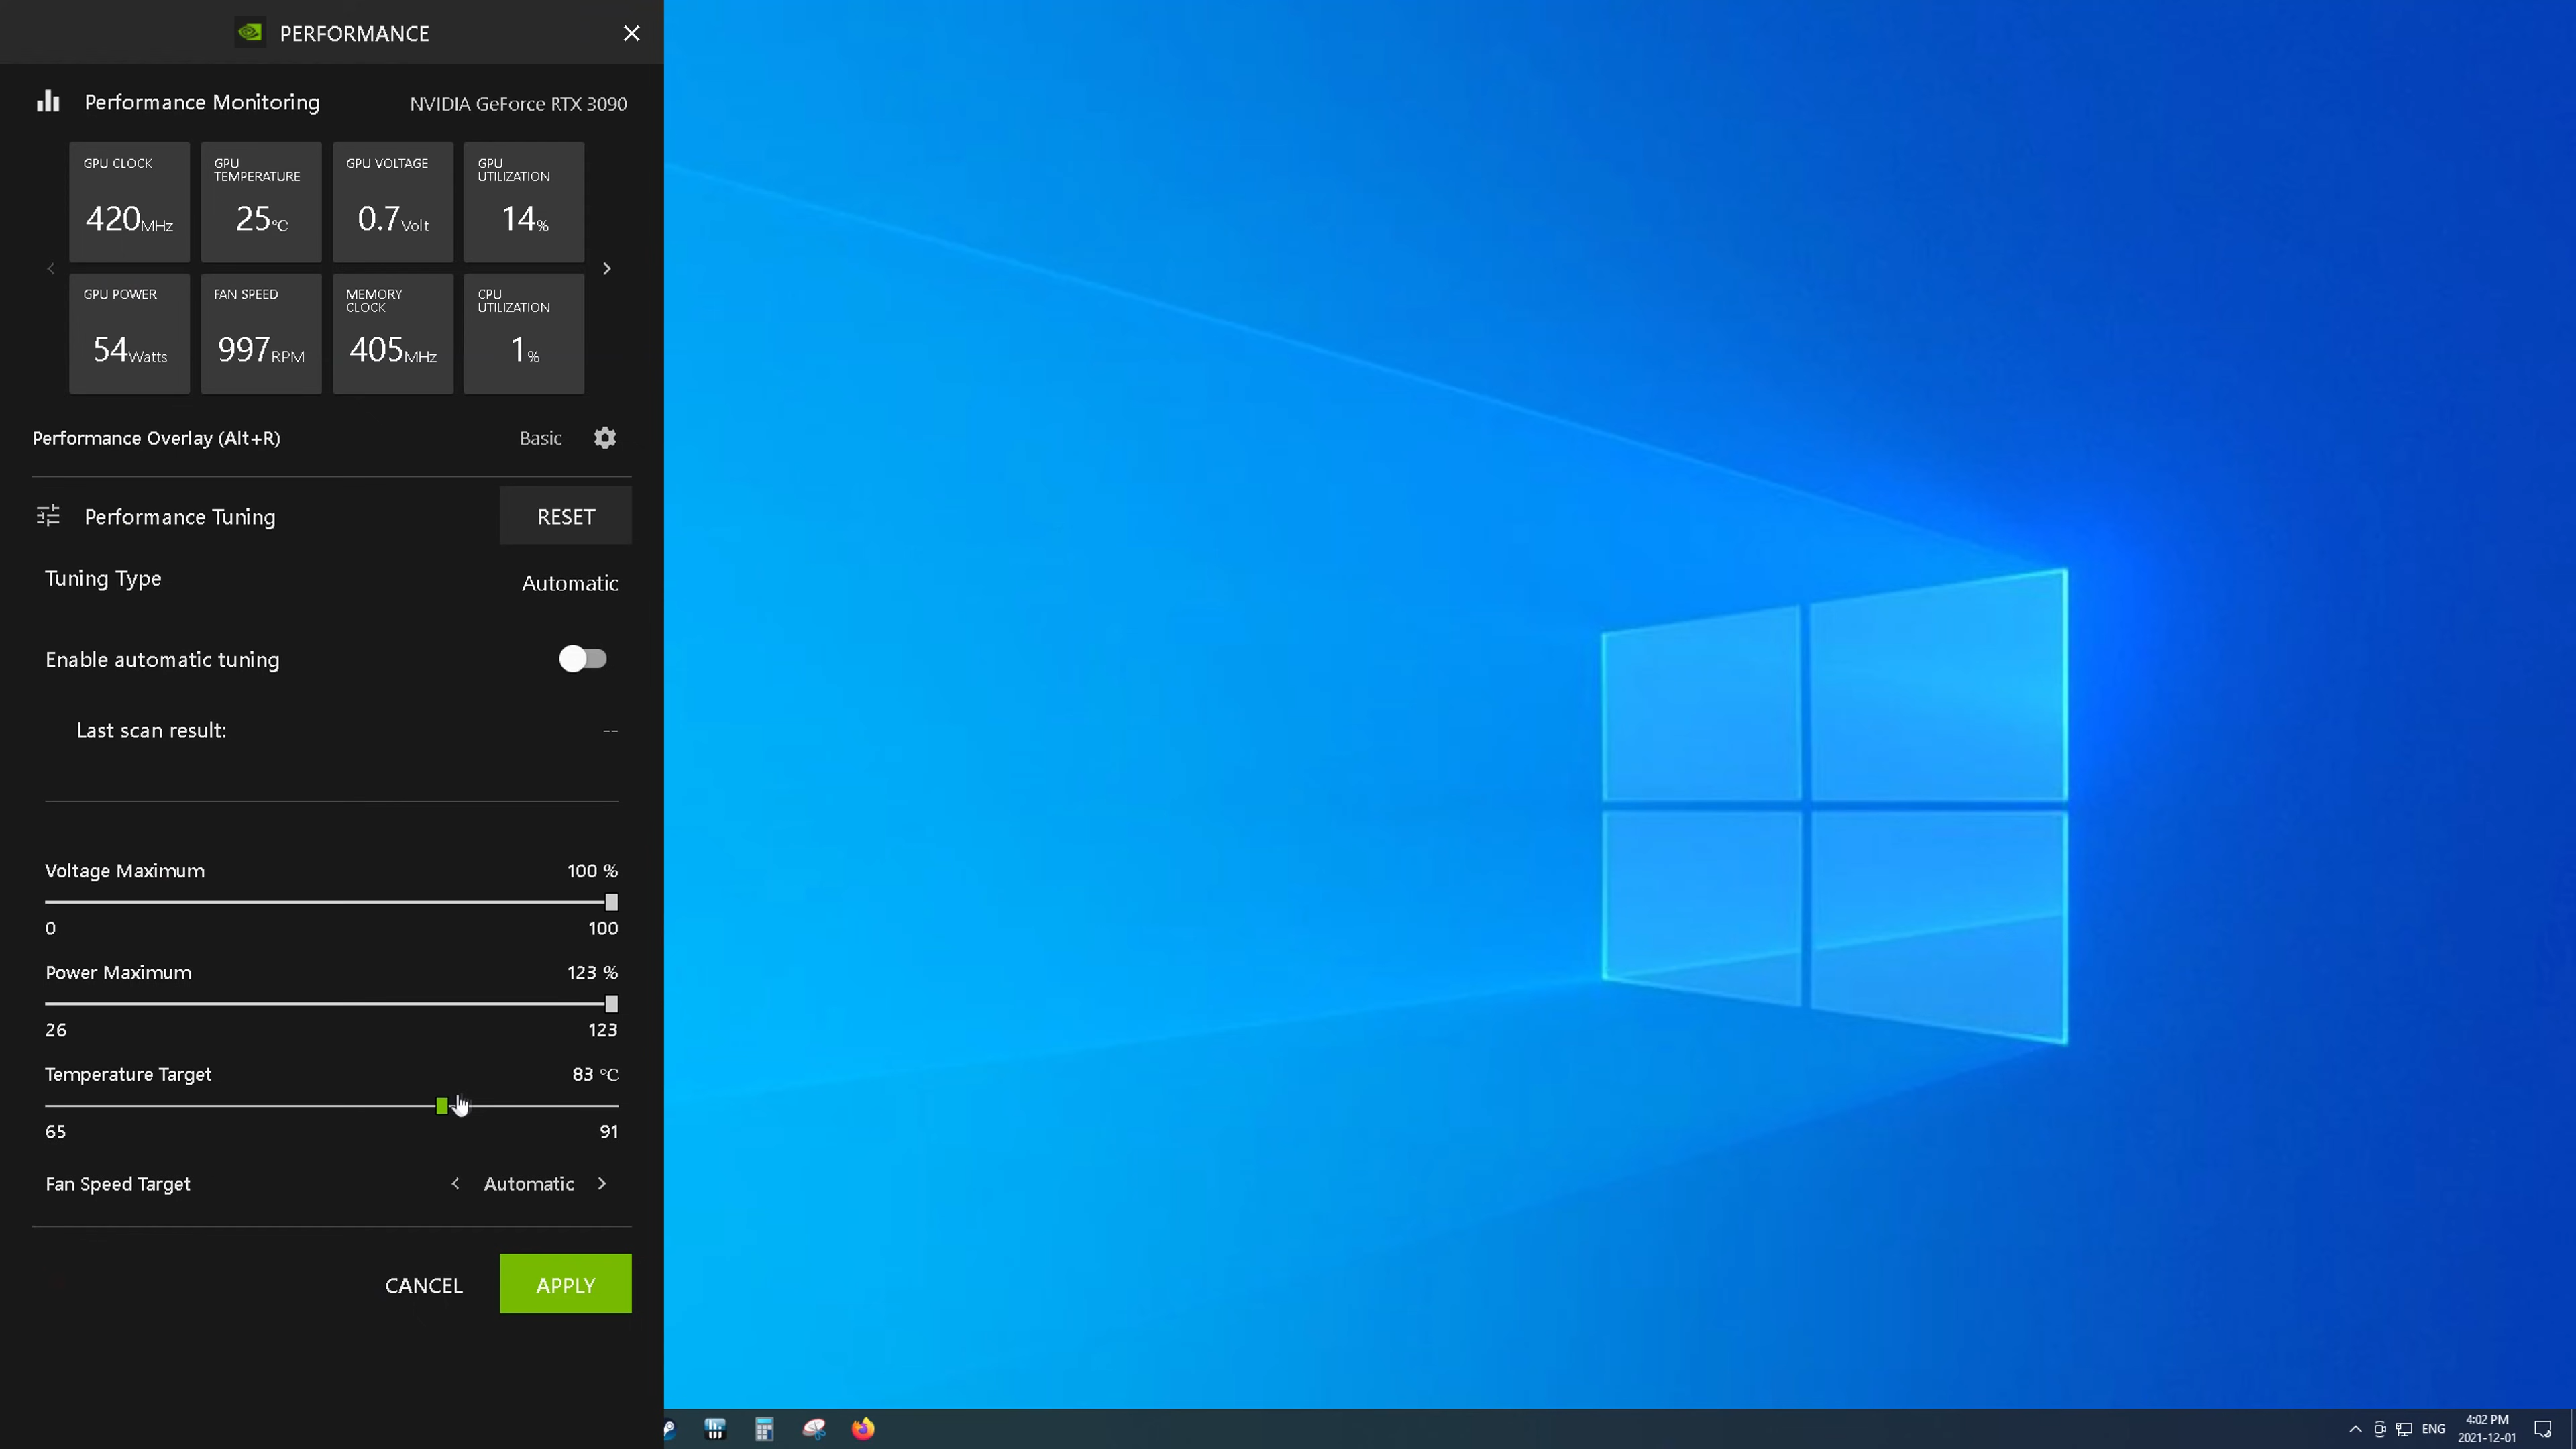 PERFORMANCE
Performance Monitoring
NVIDIA GeForce RTX 3090
GPU CLOCK
420MHz
GPU
TEMPERATURE
25°C
GPU VOLTAGE
0.7Volt
GPU
UTILIZATION
14%
GPU POWER
54Watts
FAN SPEED
997RPM
MEMORY
CLOCK
405MHz
CPU
UTILIZATION
1%
Performance Overlay (Alt+R)
Basic
Performance Tuning
RESET
Tuning Type
Automatic
Enable automatic tuning
Last scan result:
--
Voltage Maximum
100 %
0
100
Power Maximum
123 %
26
123
Temperature Target
83 °C
65
91
Fan Speed Target
Automatic
CANCEL
APPLY
ENG
4:02 PM
2021-12-01